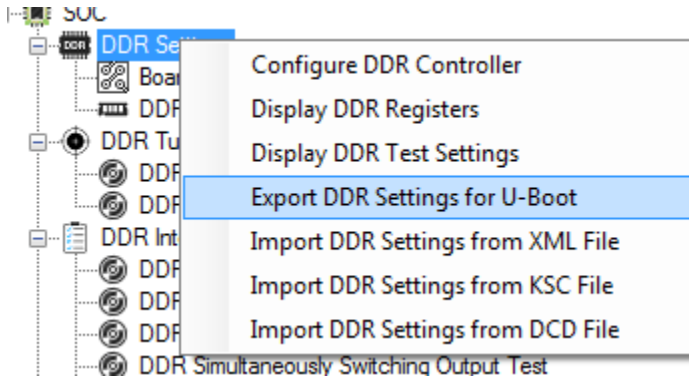 SOC
DDR Se
Boar
DDR
DDR Tu
DDF
DDF
DDR Int
DDF
DDF
DDF
DDR Simultaneously Switching Output Test
Configure DDR Controller
Display DDR Registers
Display DDR Test Settings
Export DDR Settings for U-Boot
Import DDR Settings from XML File
Import DDR Settings from KSC File
Import DDR Settings from DCD File